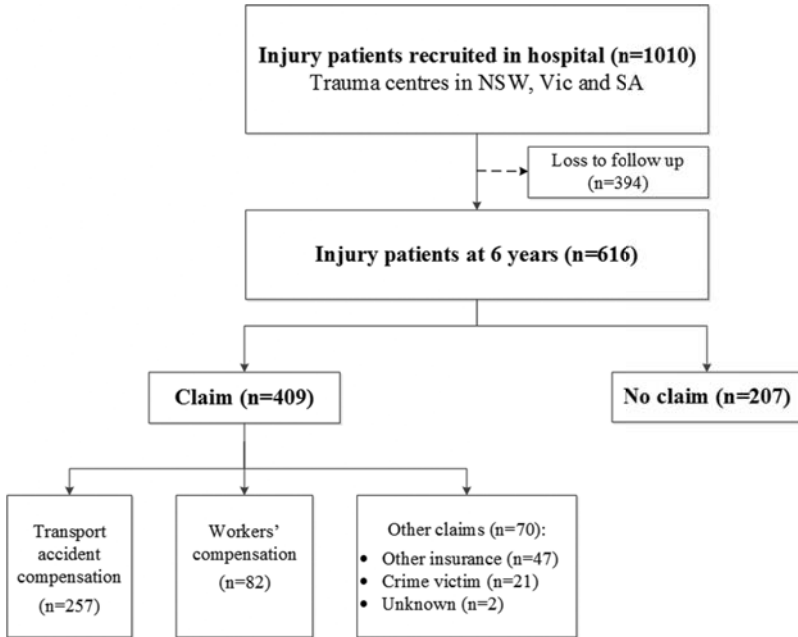 Injury patients recruited in hospital (n=1010)
Trauma centres in NSW, Vic and SA
Loss to follow up
(n=394)
Injury patients at 6 years (n=616)
Claim (n=409)
No claim (n=207)
Transport
accident
compensation
(n=257)
Workers’
compensation
(n=82)
Other claims (n=70):
• Other insurance (n=47)
• Crime victim (n=21)
• Unknown (n=2)